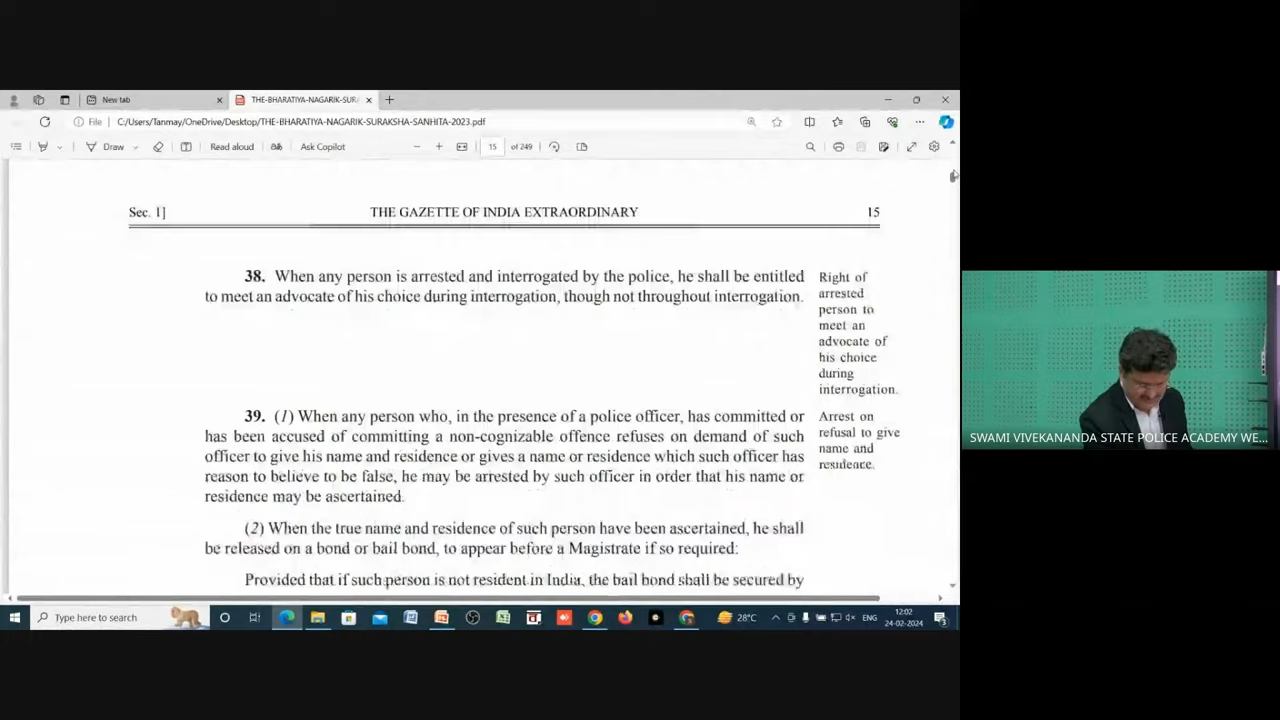 New tab
THE-BHARATIYA-NAGARIK-SURA
File
C:/Users/Tanmay/OneDrive/Desktop/THE-BHARATIYA-NAGARIK-SURAKSHA-SANHITA-2023.pdf
Draw
Read aloud
Ask Copilot
15
of 249
Sec. 1]
THE GAZETTE OF INDIA EXTRAORDINARY
15
38. When any person is arrested and interrogated by the police, he shall be entitled
to meet an advocate of his choice during interrogation, though not throughout interrogation.
Right of
arrested
person to
meet an
advocate of
his choice
during
interrogation.
39. (1) When any person who, in the presence of a police officer, has committed or
has been accused of committing a non-cognizable offence refuses on demand of such
officer to give his name and residence or gives a name or residence which such officer has
reason to believe to be false, he may be arrested by such officer in order that his name or
residence may be ascertained.
Arrest on
refusal to give
name and
residence.
(2) When the true name and residence of such person have been ascertained, he shall
be released on a bond or bail bond, to appear before a Magistrate if so required:
Provided that if such person is not resident in India, the bail bond shall be secured by
SWAMI VIVEKANANDA STATE POLICE ACADEMY WE...
Type here to search
28°C
ENG
12:02
24-02-2024